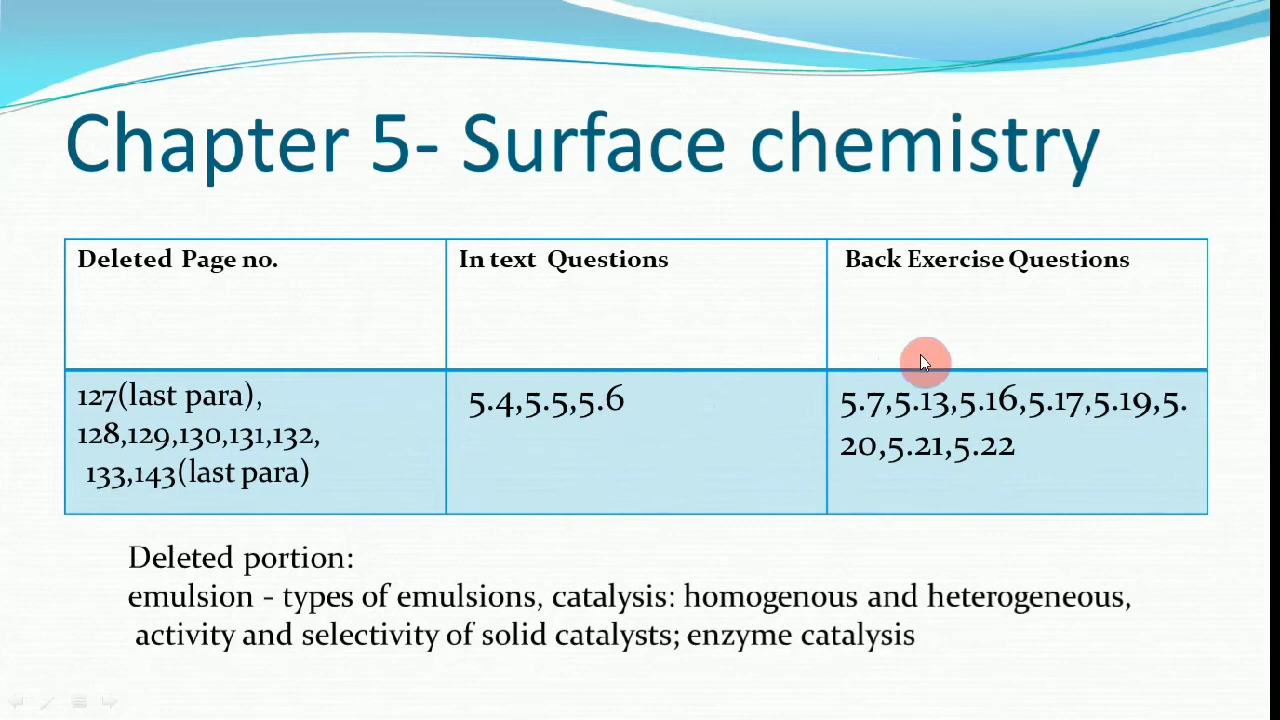 Chapter 5- Surface chemistry
Deleted Page no.
In text Questions
Back Exercise Questions
127(last para),
128,129,130,131,132,
133,143(last para)
5.4,5.5,5.6
5.7,5.13,5.16,5.17,5.19,5.
20,5.21,5.22
Deleted portion:
emulsion - types of emulsions, catalysis: homogenous and heterogeneous,
activity and selectivity of solid catalysts; enzyme catalysis